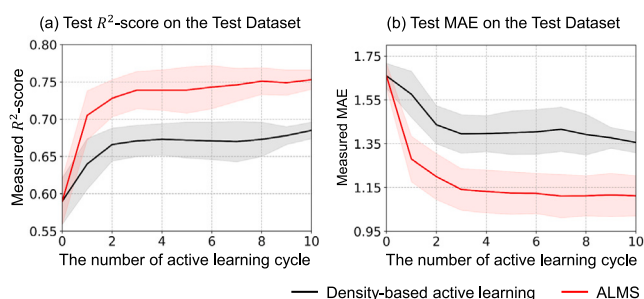 (a) Test R²-score on the Test Dataset
Measured R²-score
0.80
0.75
0.70
0.65
0.60
0.55
0 2 4 6 8 10
The number of active learning cycle
(b) Test MAE on the Test Dataset
Measured MAE
1.75
1.55
1.35
1.15
0.95
0 2 4 6 8 10
The number of active learning cycle
Density-based active learning ALMS